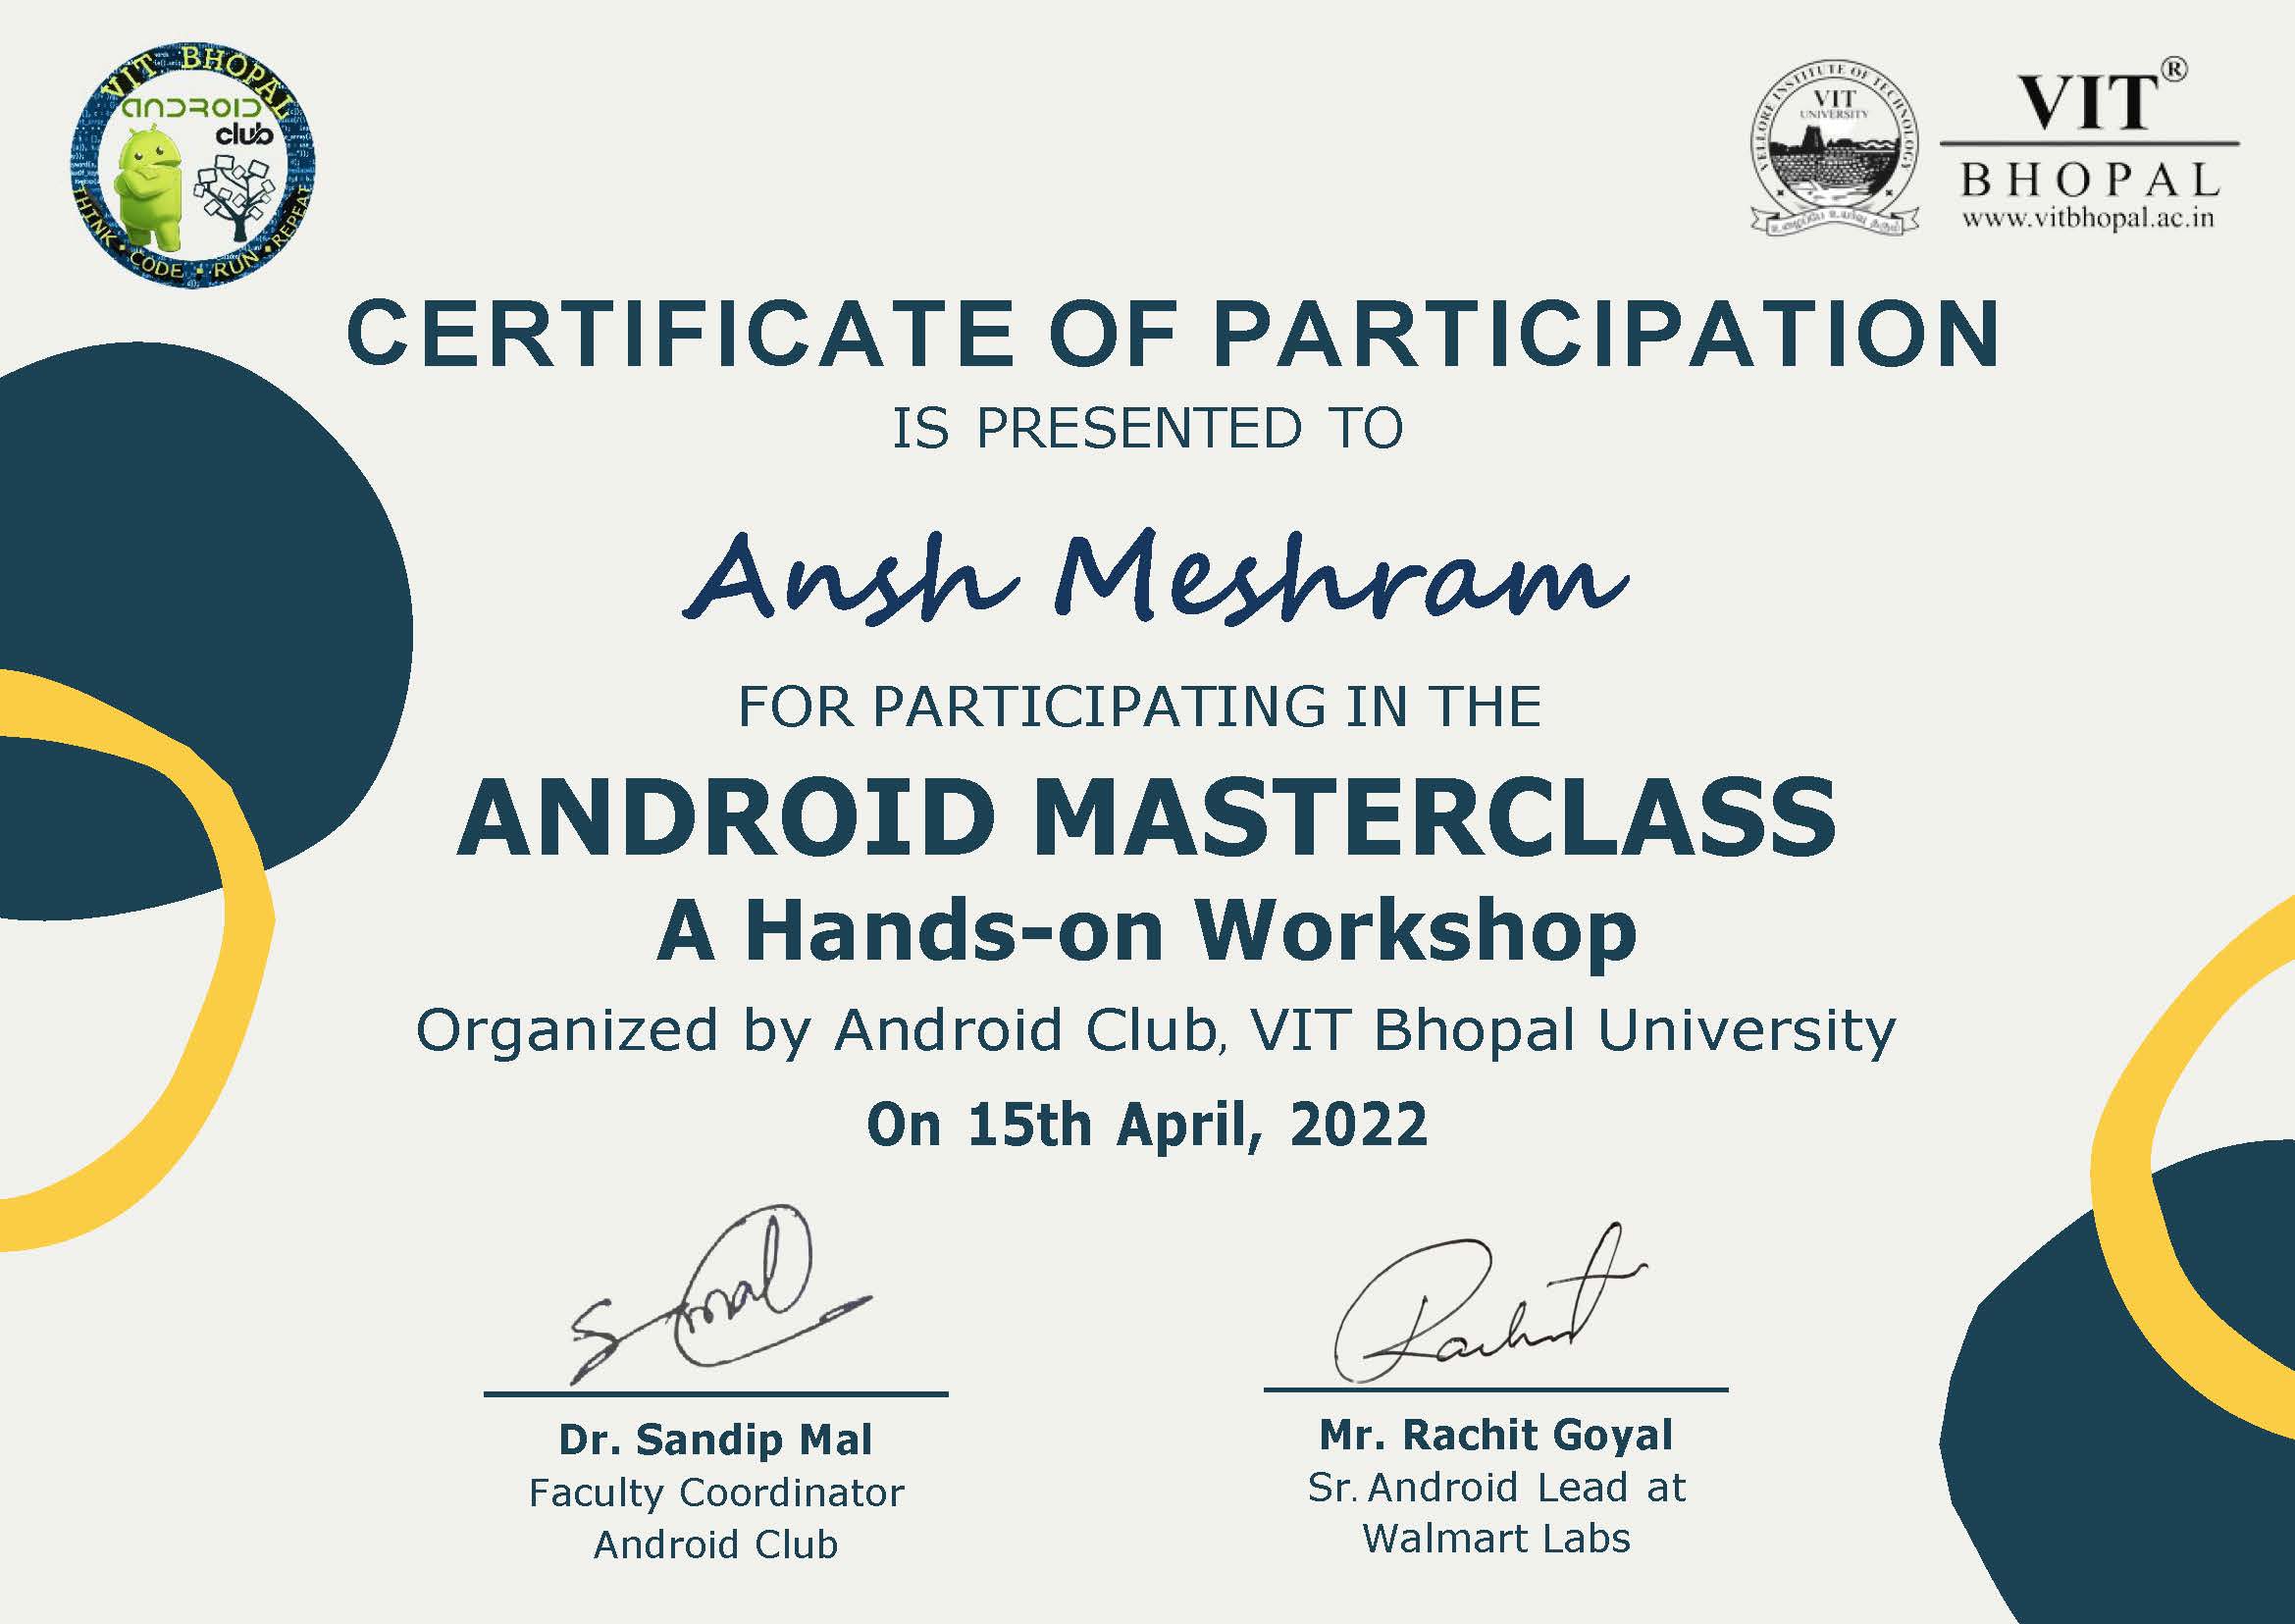 VIT BHOPAL
ANDROID
club
THINK • CODE • RUN • REPEAT
VELLORE INSTITUTE OF TECHNOLOGY
VIT
UNIVERSITY
VIT®
BHOPAL
www.vitbhopal.ac.in
CERTIFICATE OF PARTICIPATION
IS PRESENTED TO
Ansh Meshram
FOR PARTICIPATING IN THE
ANDROID MASTERCLASS
A Hands-on Workshop
Organized by Android Club, VIT Bhopal University
On 15th April, 2022
Smal
Rachit
Dr. Sandip Mal
Faculty Coordinator
Android Club
Mr. Rachit Goyal
Sr. Android Lead at
Walmart Labs